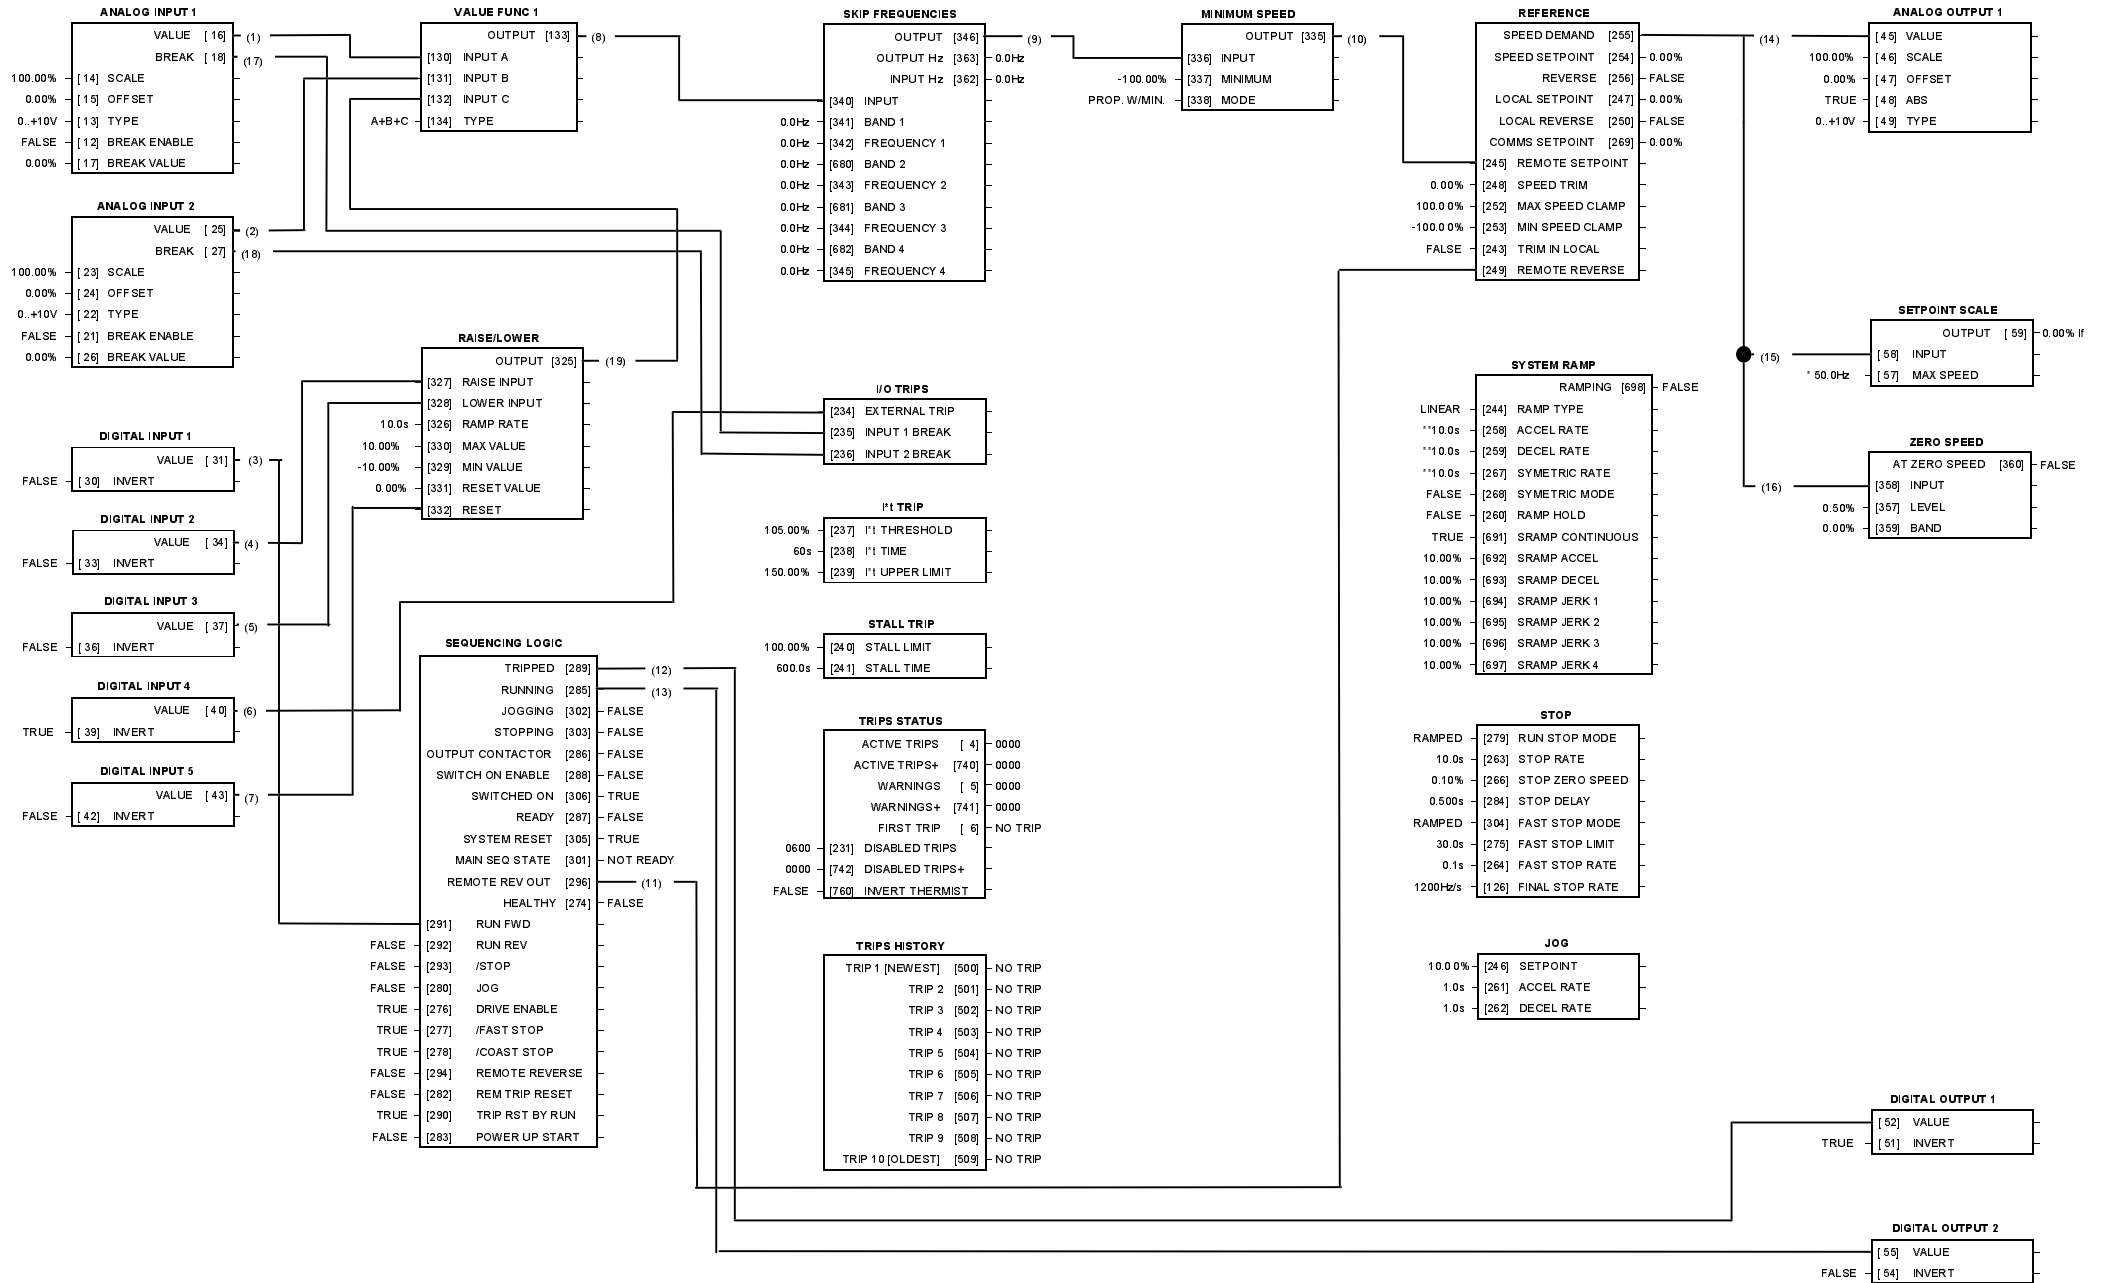 ANALOG INPUT 1
VALUE [ 16] (1)
BREAK [ 18] (17)
100.00% [ 14] SCALE
0.00% [ 15] OFFSET
0..+10V [ 13] TYPE
FALSE [ 12] BREAK ENABLE
0.00% [ 17] BREAK VALUE
ANALOG INPUT 2
VALUE [ 25] (2)
BREAK [ 27] (18)
100.00% [ 23] SCALE
0.00% [ 24] OFFSET
0..+10V [ 22] TYPE
FALSE [ 21] BREAK ENABLE
0.00% [ 26] BREAK VALUE
DIGITAL INPUT 1
VALUE [ 31] (3)
FALSE [ 30] INVERT
DIGITAL INPUT 2
VALUE [ 34] (4)
FALSE [ 33] INVERT
DIGITAL INPUT 3
VALUE [ 37] (5)
FALSE [ 36] INVERT
DIGITAL INPUT 4
VALUE [ 40] (6)
TRUE [ 39] INVERT
DIGITAL INPUT 5
VALUE [ 43] (7)
FALSE [ 42] INVERT
VALUE FUNC 1
OUTPUT [133] (8)
[130] INPUT A
[131] INPUT B
[132] INPUT C
A+B+C [134] TYPE
RAISE/LOWER
OUTPUT [325] (19)
[327] RAISE INPUT
[328] LOWER INPUT
10.0s [326] RAMP RATE
10.00% [330] MAX VALUE
-10.00% [329] MIN VALUE
0.00% [331] RESET VALUE
[332] RESET
SEQUENCING LOGIC
TRIPPED [289] (12)
RUNNING [285] (13)
JOGGING [302] FALSE
STOPPING [303] FALSE
OUTPUT CONTACTOR [286] FALSE
SWITCH ON ENABLE [288] FALSE
SWITCHED ON [306] TRUE
READY [287] FALSE
SYSTEM RESET [305] TRUE
MAIN SEQ STATE [301] NOT READY
REMOTE REV OUT [296] (11)
HEALTHY [274] FALSE
[291] RUN FWD
FALSE [292] RUN REV
FALSE [293] /STOP
FALSE [280] JOG
TRUE [276] DRIVE ENABLE
TRUE [277] /FAST STOP
TRUE [278] /COAST STOP
FALSE [294] REMOTE REVERSE
FALSE [282] REM TRIP RESET
TRUE [290] TRIP RST BY RUN
FALSE [283] POWER UP START
SKIP FREQUENCIES
OUTPUT [346] (9)
OUTPUT Hz [363] 0.0Hz
INPUT Hz [362] 0.0Hz
[340] INPUT
0.0Hz [341] BAND 1
0.0Hz [342] FREQUENCY 1
0.0Hz [680] BAND 2
0.0Hz [343] FREQUENCY 2
0.0Hz [681] BAND 3
0.0Hz [344] FREQUENCY 3
0.0Hz [682] BAND 4
0.0Hz [345] FREQUENCY 4
I/O TRIPS
[234] EXTERNAL TRIP
[235] INPUT 1 BREAK
[236] INPUT 2 BREAK
I*t TRIP
105.00% [237] I*t THRESHOLD
60s [238] I*t TIME
150.00% [239] I*t UPPER LIMIT
STALL TRIP
100.00% [240] STALL LIMIT
600.0s [241] STALL TIME
TRIPS STATUS
ACTIVE TRIPS [ 4] 0000
ACTIVE TRIPS+ [740] 0000
WARNINGS [ 5] 0000
WARNINGS+ [741] 0000
FIRST TRIP [ 6] NO TRIP
0600 [231] DISABLED TRIPS
0000 [742] DISABLED TRIPS+
FALSE [760] INVERT THERMIST
TRIPS HISTORY
TRIP 1 [NEWEST] [500] NO TRIP
TRIP 2 [501] NO TRIP
TRIP 3 [502] NO TRIP
TRIP 4 [503] NO TRIP
TRIP 5 [504] NO TRIP
TRIP 6 [505] NO TRIP
TRIP 7 [506] NO TRIP
TRIP 8 [507] NO TRIP
TRIP 9 [508] NO TRIP
TRIP 10 [OLDEST] [509] NO TRIP
MINIMUM SPEED
OUTPUT [335] (10)
[336] INPUT
-100.00% [337] MINIMUM
PROP. W/MIN. [338] MODE
REFERENCE
SPEED DEMAND [255] (14)
SPEED SETPOINT [254] 0.00%
REVERSE [256] FALSE
LOCAL SETPOINT [247] 0.00%
LOCAL REVERSE [250] FALSE
COMMS SETPOINT [269] 0.00%
[245] REMOTE SETPOINT
0.00% [248] SPEED TRIM
100.00% [252] MAX SPEED CLAMP
-100.00% [253] MIN SPEED CLAMP
FALSE [243] TRIM IN LOCAL
[249] REMOTE REVERSE
SYSTEM RAMP
RAMPING [698] FALSE
LINEAR [244] RAMP TYPE
**10.0s [258] ACCEL RATE
**10.0s [259] DECEL RATE
**10.0s [267] SYMETRIC RATE
FALSE [268] SYMETRIC MODE
FALSE [260] RAMP HOLD
TRUE [691] SRAMP CONTINUOUS
10.00% [692] SRAMP ACCEL
10.00% [693] SRAMP DECEL
10.00% [694] SRAMP JERK 1
10.00% [695] SRAMP JERK 2
10.00% [696] SRAMP JERK 3
10.00% [697] SRAMP JERK 4
STOP
RAMPED [279] RUN STOP MODE
10.0s [263] STOP RATE
0.10% [266] STOP ZERO SPEED
0.500s [284] STOP DELAY
RAMPED [304] FAST STOP MODE
30.0s [275] FAST STOP LIMIT
0.1s [264] FAST STOP RATE
1200Hz/s [126] FINAL STOP RATE
JOG
10.00% [246] SETPOINT
1.0s [261] ACCEL RATE
1.0s [262] DECEL RATE
ANALOG OUTPUT 1
[ 45] VALUE
100.00% [ 46] SCALE
0.00% [ 47] OFFSET
TRUE [ 48] ABS
0..+10V [ 49] TYPE
SETPOINT SCALE
OUTPUT [ 59] 0.00% If
(15) [ 58] INPUT
* 50.0Hz [ 57] MAX SPEED
ZERO SPEED
AT ZERO SPEED [360] FALSE
(16) [358] INPUT
0.50% [357] LEVEL
0.00% [359] BAND
DIGITAL OUTPUT 1
[ 52] VALUE
TRUE [ 51] INVERT
DIGITAL OUTPUT 2
[ 55] VALUE
FALSE [ 54] INVERT